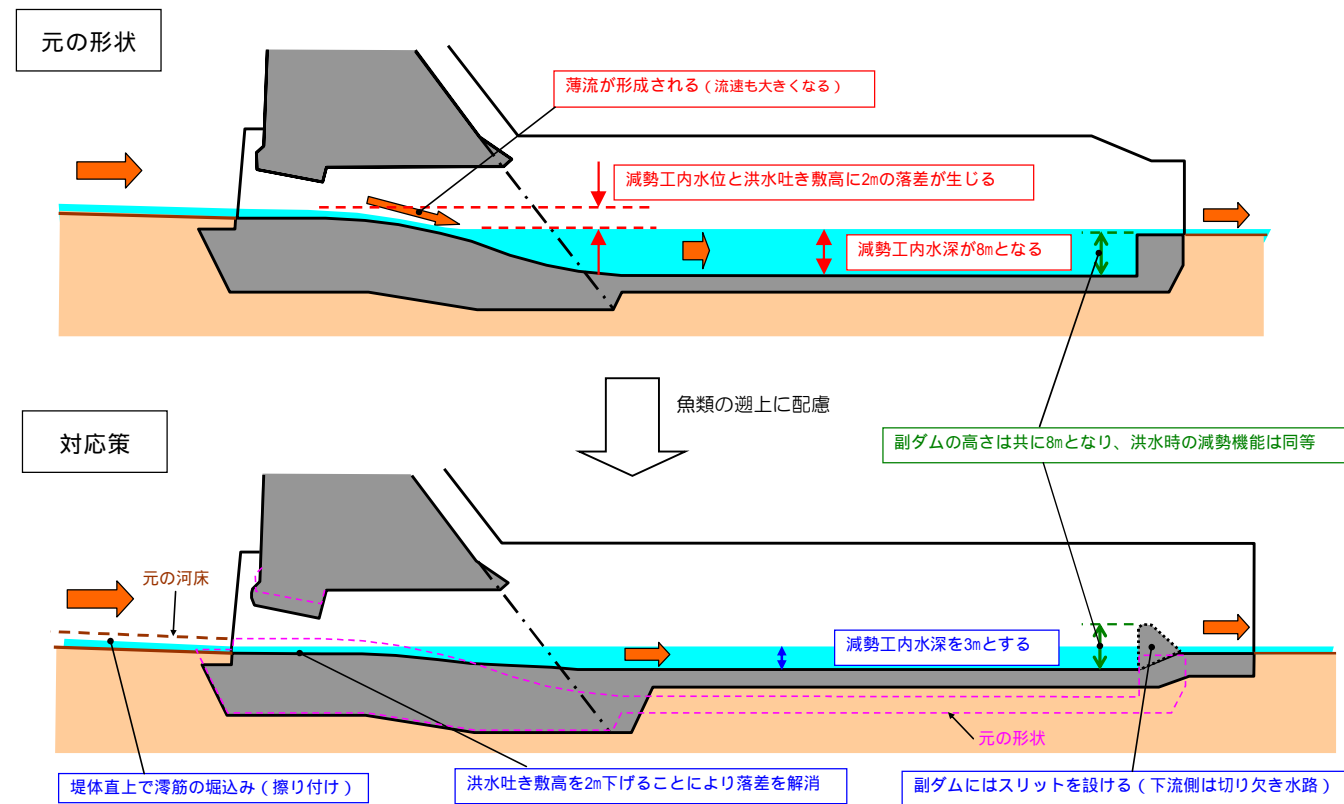 元の形状
薄流が形成される（流速も大きくなる）
減勢工内水位と洪水吐き敷高に2mの落差が生じる
減勢工内水深が8mとなる
魚類の遡上に配慮
対応策
副ダムの高さは共に8mとなり、洪水時の減勢機能は同等
元の河床
減勢工内水深を3mとする
元の形状
堤体直上で澪筋の堀込み（擦り付け）
洪水吐き敷高を2m下げることにより落差を解消
副ダムにはスリットを設ける（下流側は切り欠き水路）